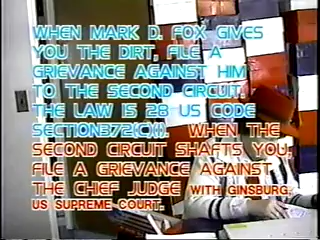 WHEN MARK D. FOX GIVES
YOU THE DIRT, FILE A
GRIEVANCE AGAINST HIM
TO THE SECOND CIRCUIT.
THE LAW IS 28 US CODE
SECTION372(C)(1). WHEN THE
SECOND CIRCUIT SHAFTS YOU,
FILE A GRIEVANCE AGAINST
THE CHIEF JUDGE WITH GINSBURG,
US SUPREME COURT.